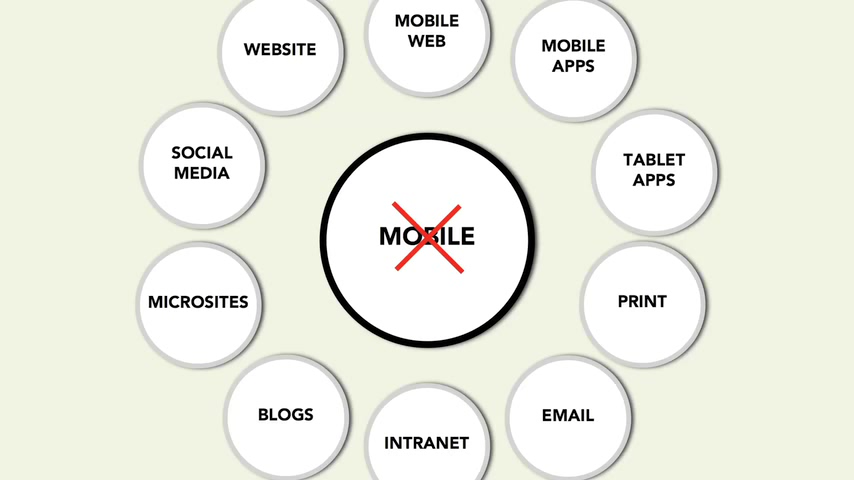 MOBILE
WEB
WEBSITE
MOBILE
APPS
SOCIAL
MEDIA
TABLET
APPS
MOBILE
MICROSITES
PRINT
BLOGS
EMAIL
INTRANET